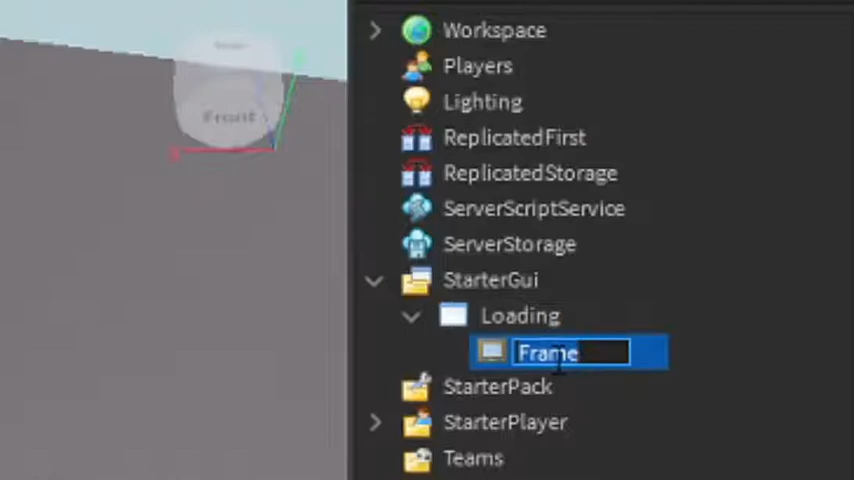 Front
Workspace
Players
Lighting
ReplicatedFirst
ReplicatedStorage
ServerScriptService
ServerStorage
StarterGui
Loading
Frame
StarterPack
StarterPlayer
Teams